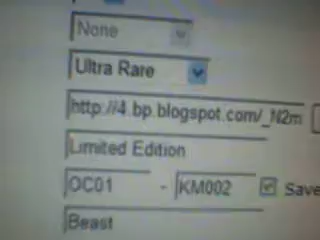 None
Ultra Rare
http://4.bp.blogspot.com/_N2m
Limited Edition
OC01 - KM002 Save
Beast